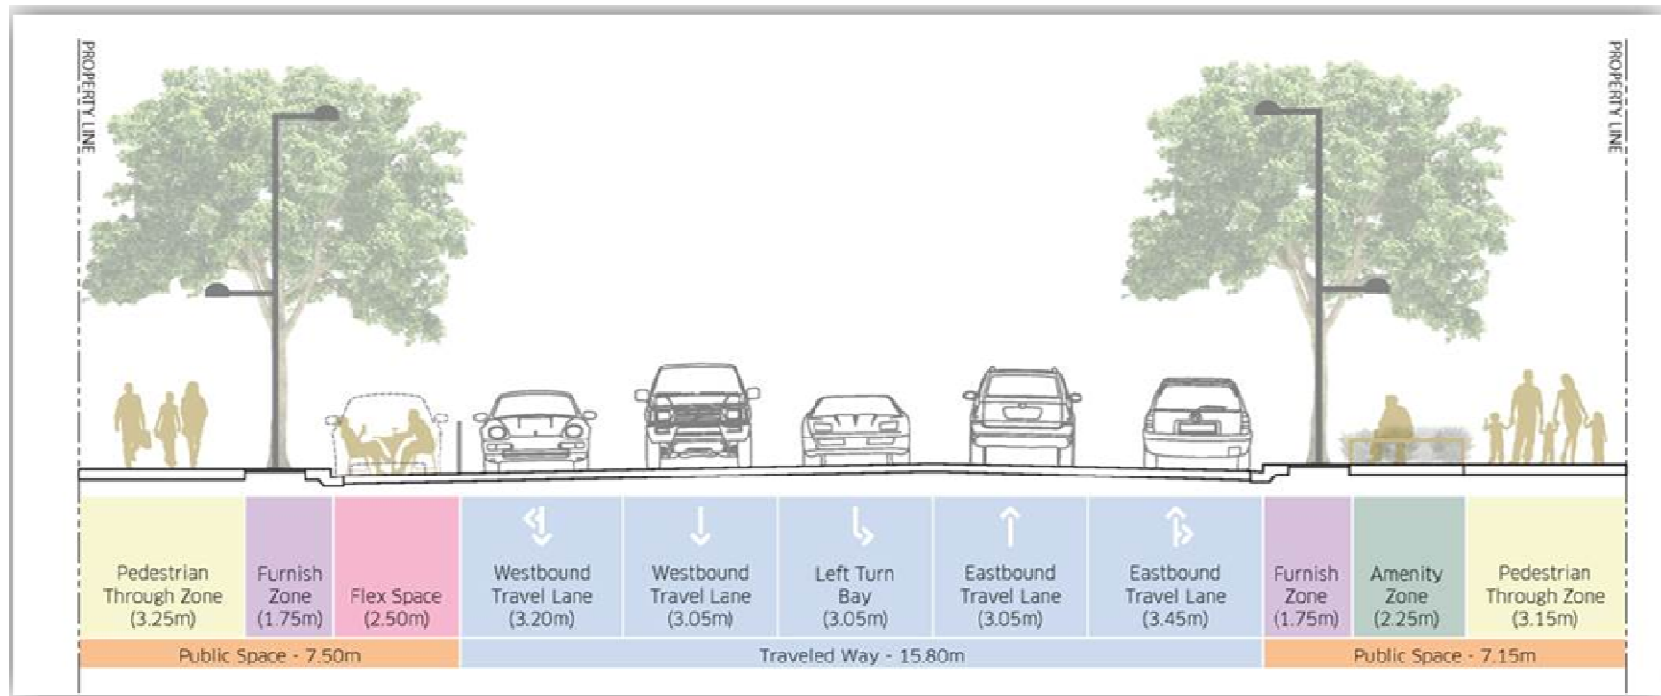 PROPERTY LINE
PROPERTY LINE
Pedestrian
Through Zone
(3.25m)
Furnish
Zone
(1.75m)
Flex Space
(2.50m)
Westbound
Travel Lane
(3.20m)
Westbound
Travel Lane
(3.05m)
Left Turn
Bay
(3.05m)
Eastbound
Travel Lane
(3.05m)
Eastbound
Travel Lane
(3.45m)
Furnish
Zone
(1.75m)
Amenity
Zone
(2.25m)
Pedestrian
Through Zone
(3.15m)
Public Space - 7.50m
Traveled Way - 15.80m
Public Space - 7.15m